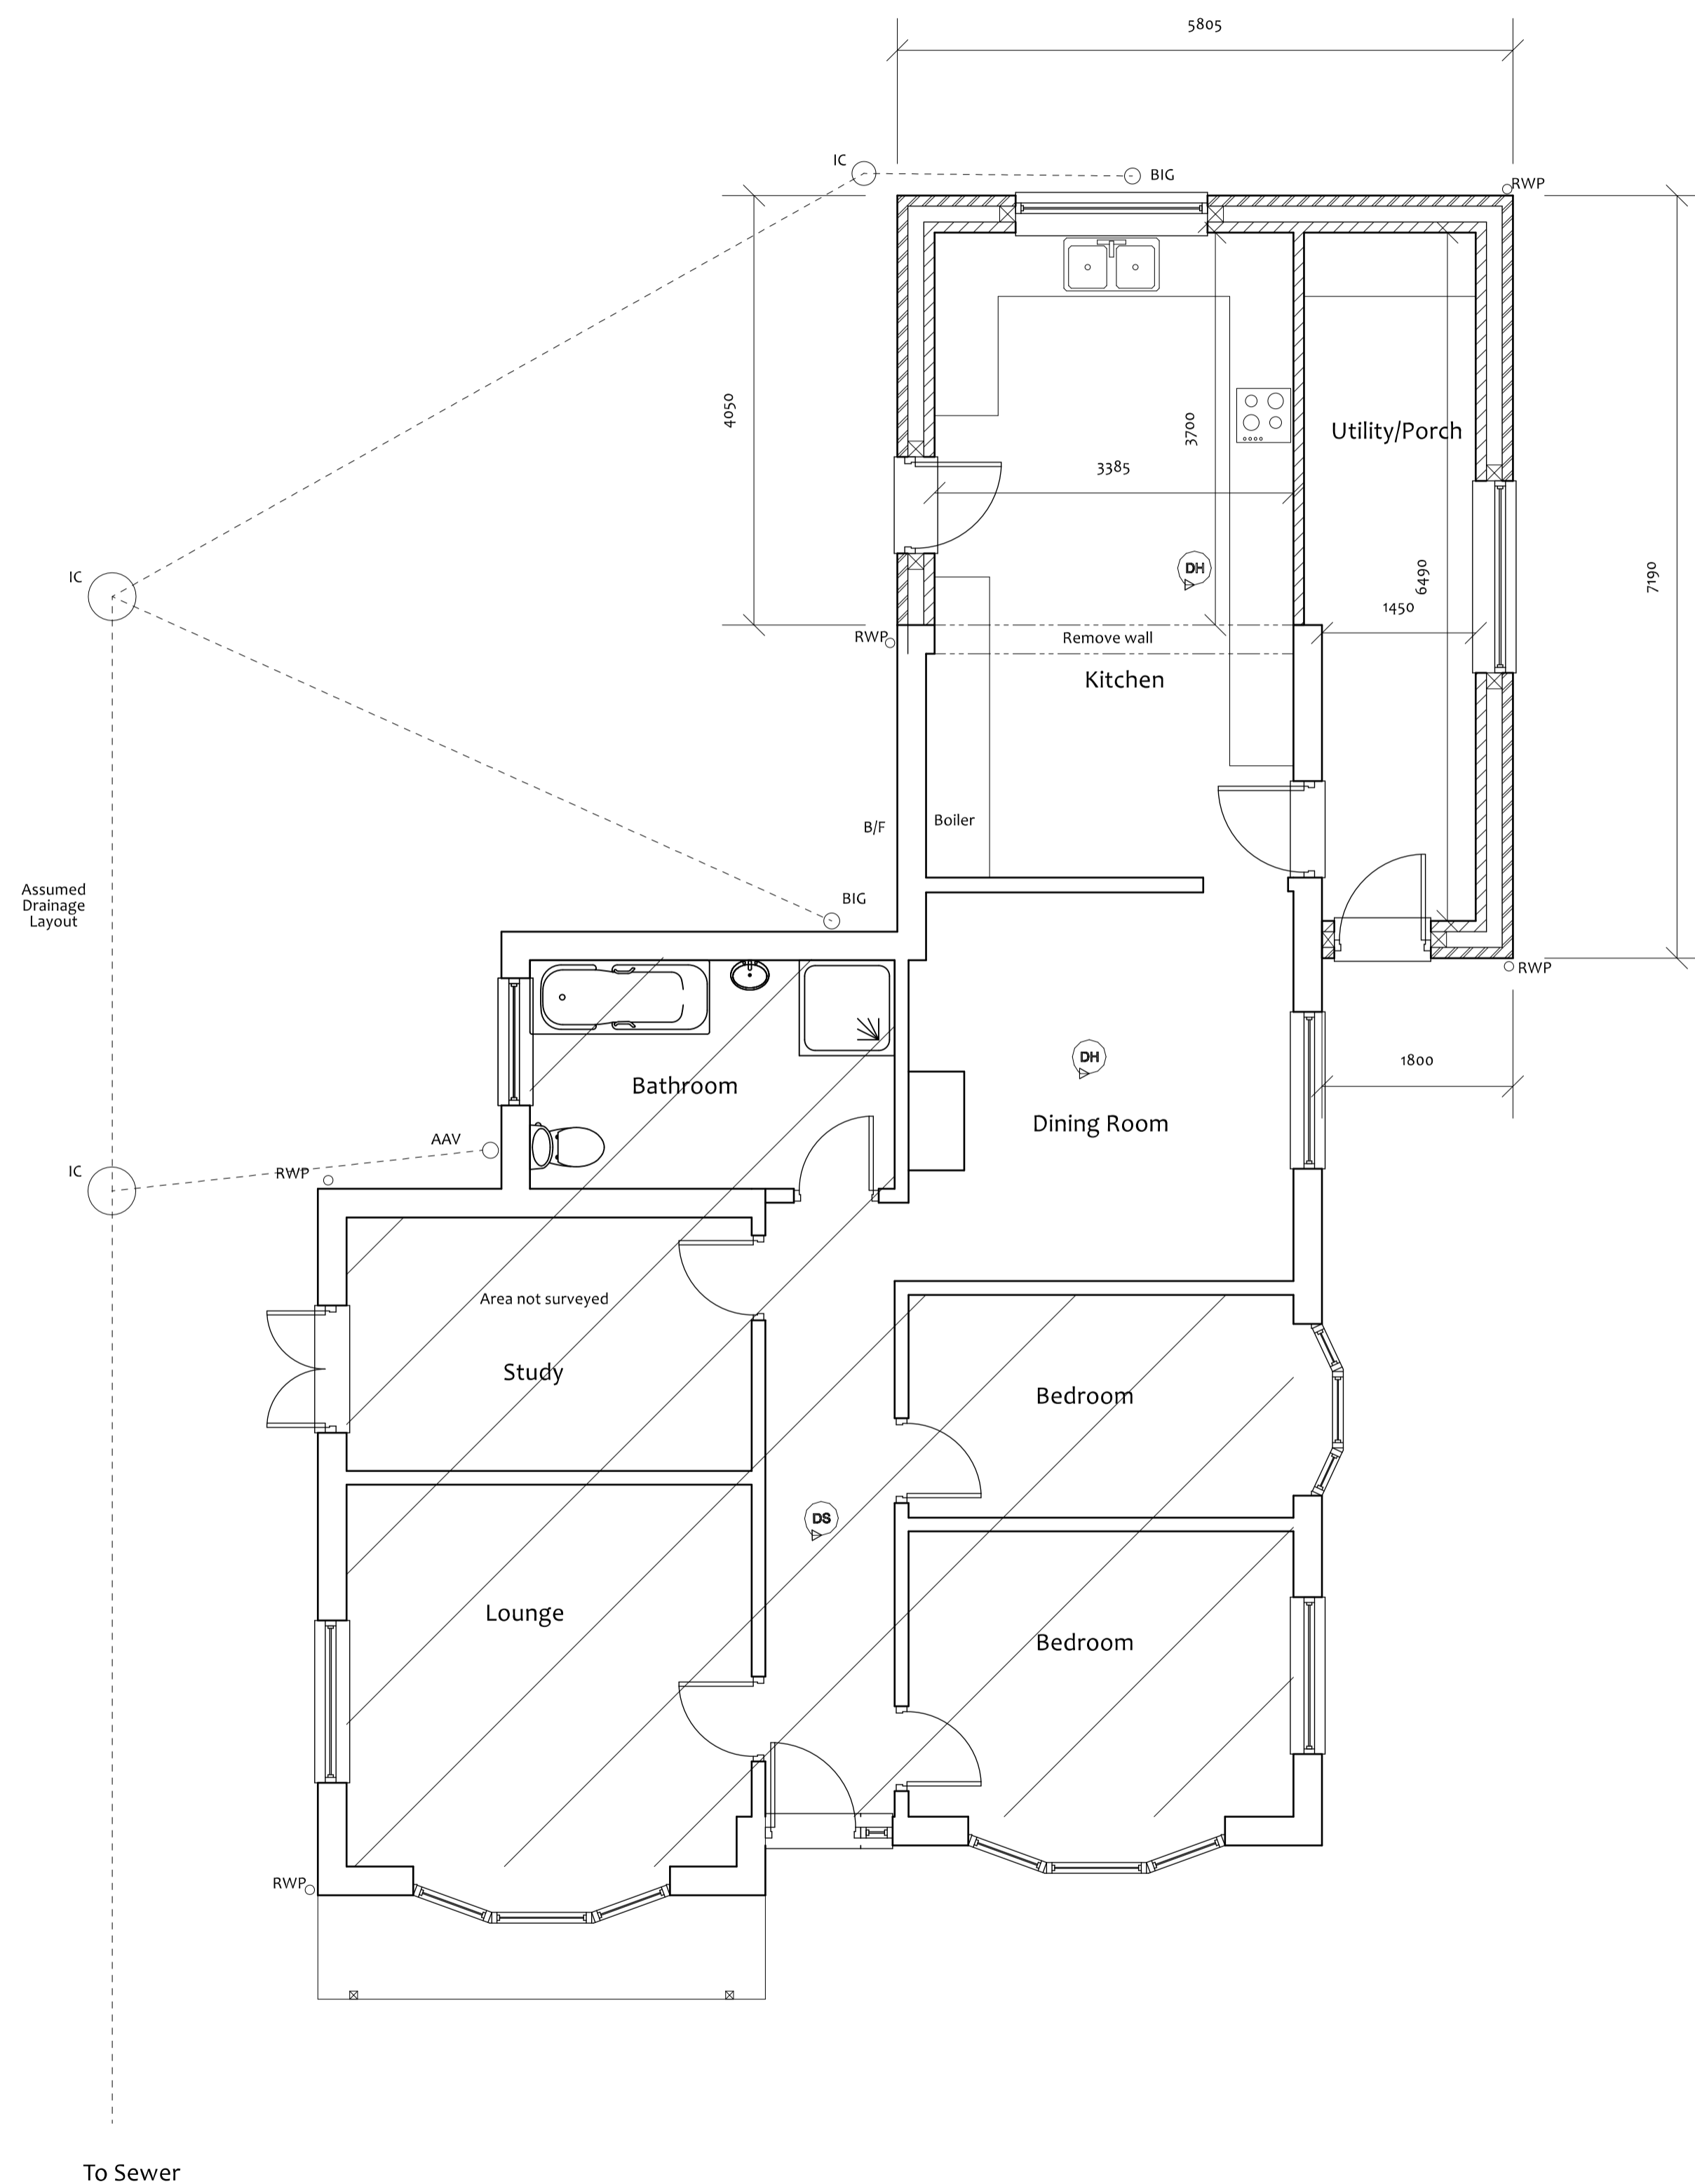 5805
IC
BIG
RWP
4050
3700
Utility/Porch
3385
IC
DH
6490
7190
1450
RWP
Remove wall
Kitchen
B/F
Boiler
Assumed
Drainage
Layout
BIG
RWP
DH
1800
Bathroom
Dining Room
AAV
IC
RWP
Area not surveyed
Study
Bedroom
DS
Lounge
Bedroom
RWP
To Sewer